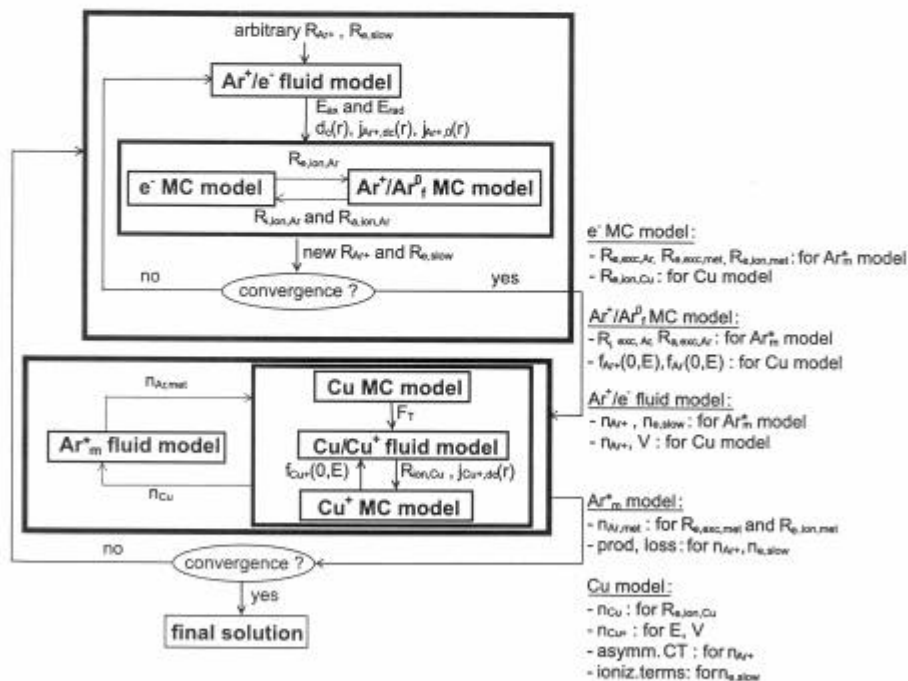 arbitrary R_Ar+ , R_e,slow
Ar⁺/e⁻ fluid model
E_ax and E_rad
d_c(r), j_Ar+,dc(r), j_Ar+,0(r)
R_e,ion,Ar
e⁻ MC model
Ar⁺/Ar⁰_f MC model
R_i,ion,Ar and R_a,ion,Ar
new R_Ar+ and R_e,slow
no
convergence ?
yes
e⁻ MC model:
- R_e,exc,Ar, R_e,exc,met, R_e,ion,met : for Ar*_m model
- R_e,ion,Cu : for Cu model
Ar⁺/Ar⁰_f MC model:
- R_i,exc,Ar, R_a,exc,Ar : for Ar*_m model
- f_Ar+(0,E), f_Ar(0,E) : for Cu model
Ar⁺/e⁻ fluid model:
- n_Ar+ , n_e,slow : for Ar*_m model
- n_Ar+, V : for Cu model
n_Ar,met
Cu MC model
F_T
Ar*_m fluid model
Cu/Cu⁺ fluid model
f_Cu+(0,E)
R_ion,Cu , j_Cu+,dc(r)
n_Cu
Cu⁺ MC model
Ar*_m model:
- n_Ar,met : for R_e,exc,met and R_e,ion,met
- prod, loss: for n_Ar+, n_e,slow
no
convergence ?
yes
final solution
Cu model:
- n_Cu : for R_e,ion,Cu
- n_Cu+ : for E, V
- asymm. CT : for n_Ar+
- ioniz.terms: forn_e,slow